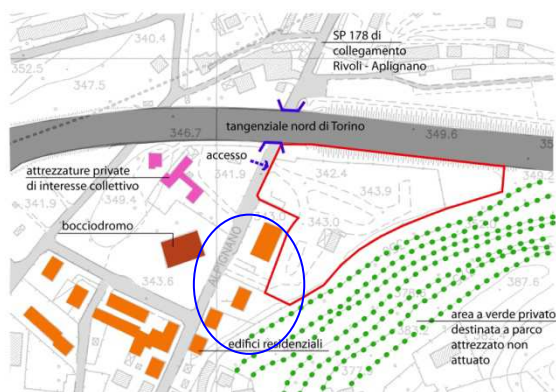 340.4
352.5
347.5
SP 178 di
collegamento
Rivoli - Aplignano
tangenziale nord di Torino
346.7
349.6
accesso
attrezzature private
di interesse collettivo
341.9
342.4
343.9
341.9
349.4
343.0
bocciodromo
ALPIGNANO
343.6
387.6
edifici residenziali
area a verde privato
destinata a parco
attrezzato non
attuato